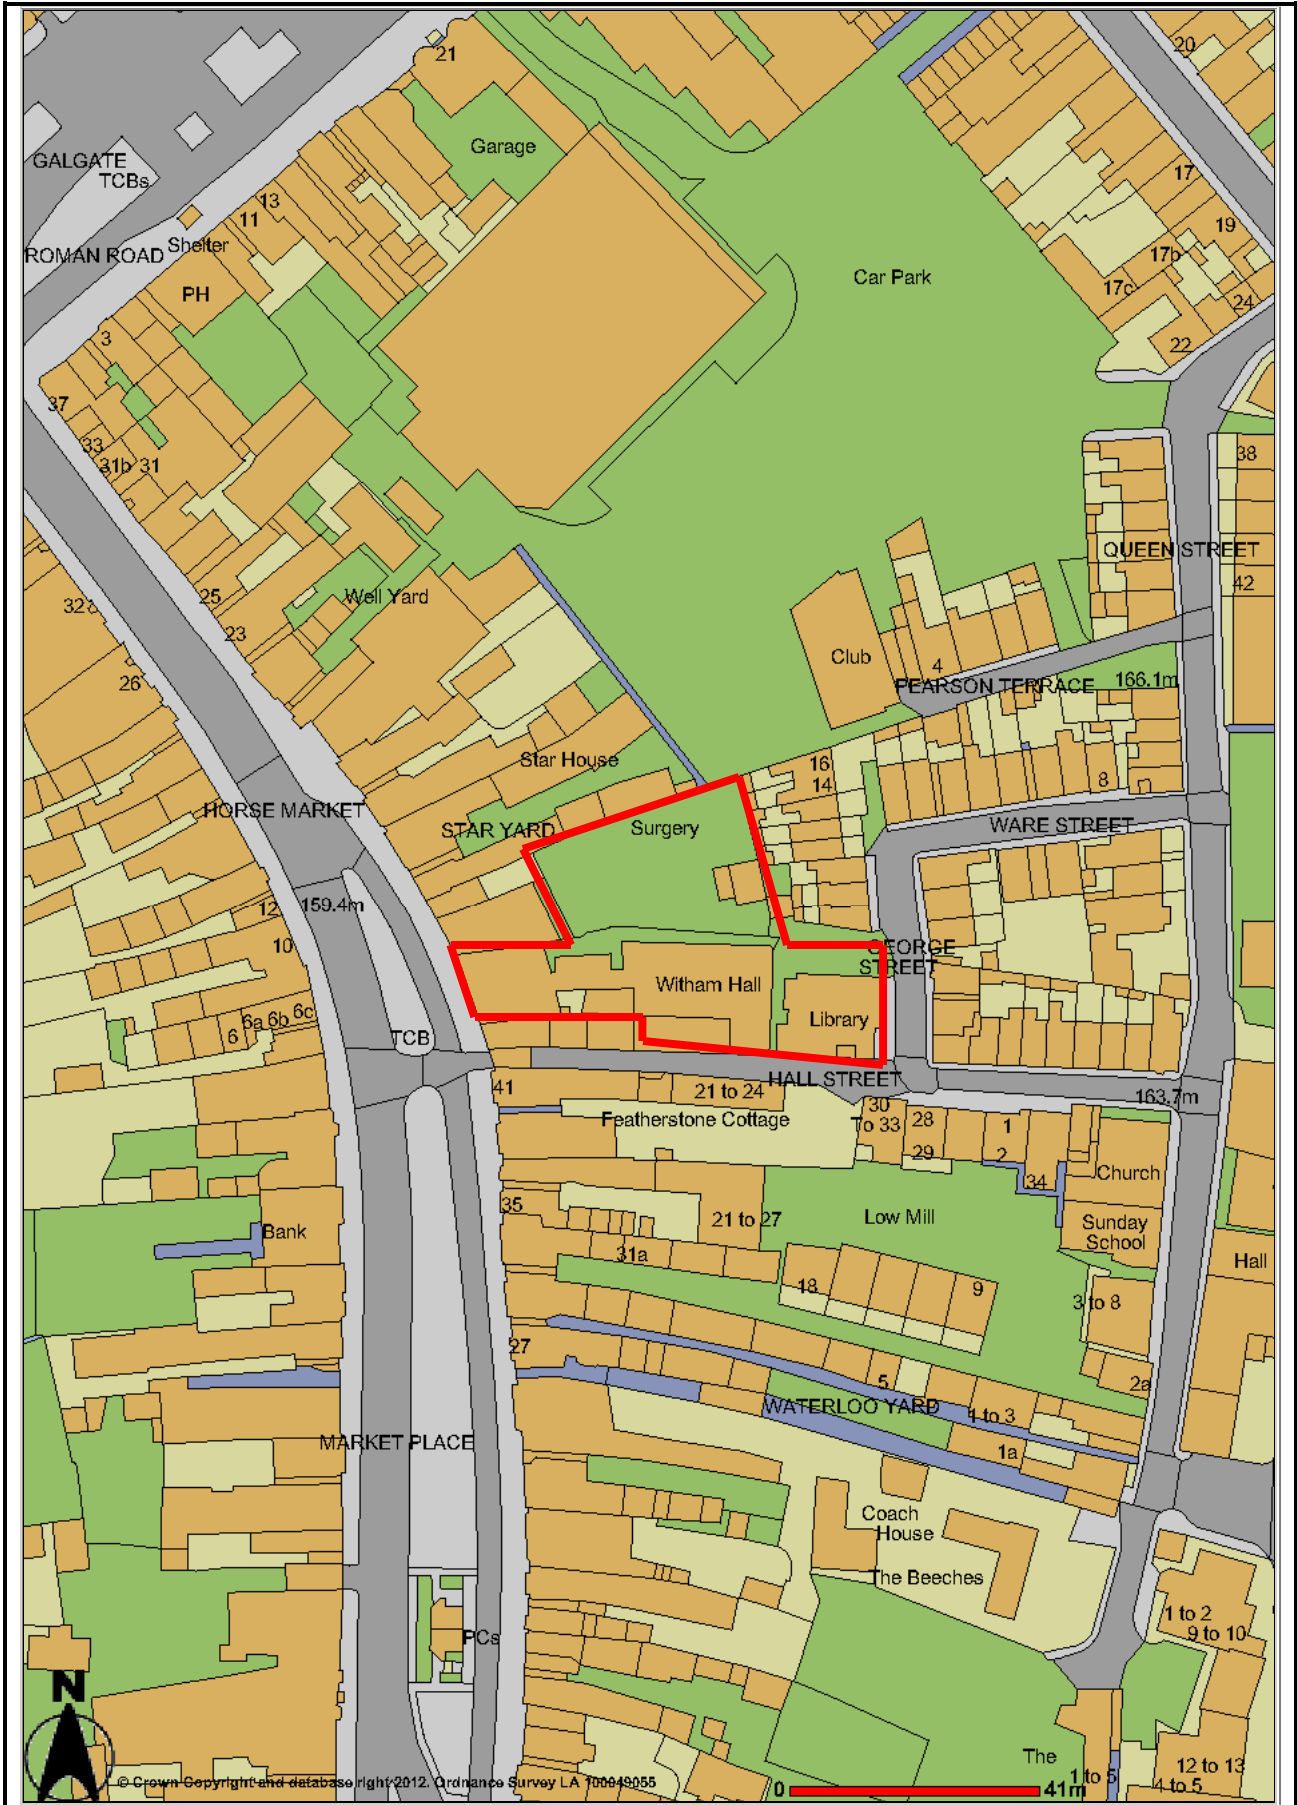 21
20
Garage
GALGATE
TCBs
17
13
11
19
Shelter
ROMAN ROAD
17b
PH
Car Park
17c
24
3
22
37
33
31b 31
38
QUEEN STREET
42
25
Well Yard
32
23
Club
4
26
PEARSON TERRACE
166.1m
Star House
16
14
8
HORSE MARKET
STAR YARD
Surgery
WARE STREET
12
159.4m
10
GEORGE
STREET
Witham Hall
6a 6b 6c
6
Library
TCB
HALL STREET
41
21 to 24
163.7m
Featherstone Cottage
30
To 33
28
1
29
2
34
Church
35
21 to 27
Low Mill
Sunday
School
Bank
31a
Hall
18
9
3 to 8
27
5
2a
WATERLOO YARD
1 to 3
MARKET PLACE
1a
Coach
House
The Beeches
1 to 2
9 to 10
PCs
N
The
1 to 5
12 to 13
4 to 5
© Crown Copyright and database right 2012. Ordnance Survey LA 100049055
0
41m